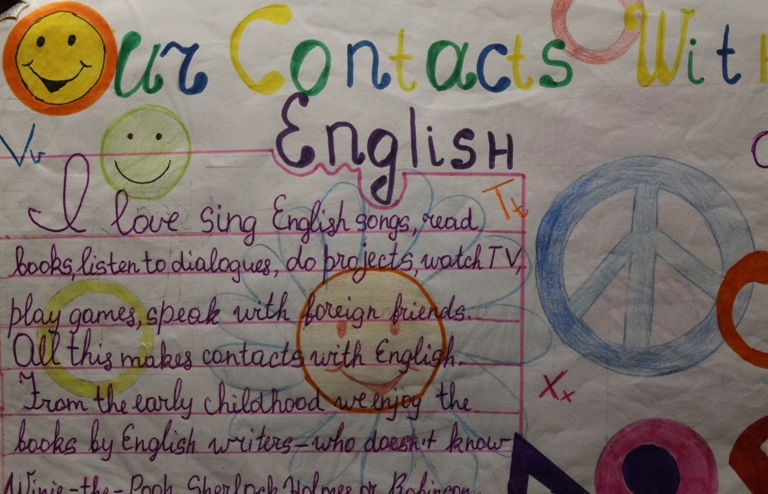 Our Contacts With
English
Vv
Tt
I love sing English songs, read
books, listen to dialogues, do projects, watch TV,
play games, speak with foreign friends.
All this makes contacts with English.
Xx
From the early childhood we enjoy the
books by English writers – who doesn't know
Winie-the-Pooh, Sherlock Holmes or Robinson